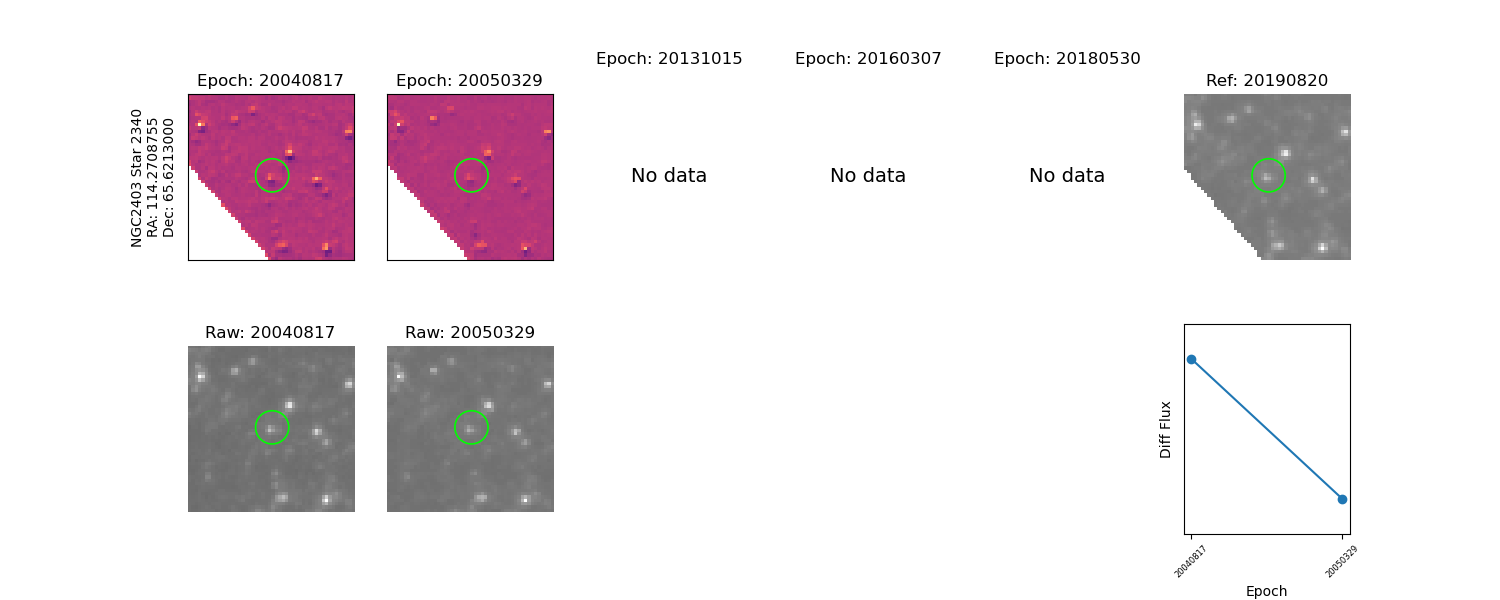 Epoch: 20040817
Epoch: 20050329
Epoch: 20131015
Epoch: 20160307
Epoch: 20180530
Ref: 20190820
NGC2403 Star 2340
RA: 114.2708755
Dec: 65.6213000
No data
No data
No data
Raw: 20040817
Raw: 20050329
Diff Flux
20040817
20050329
Epoch